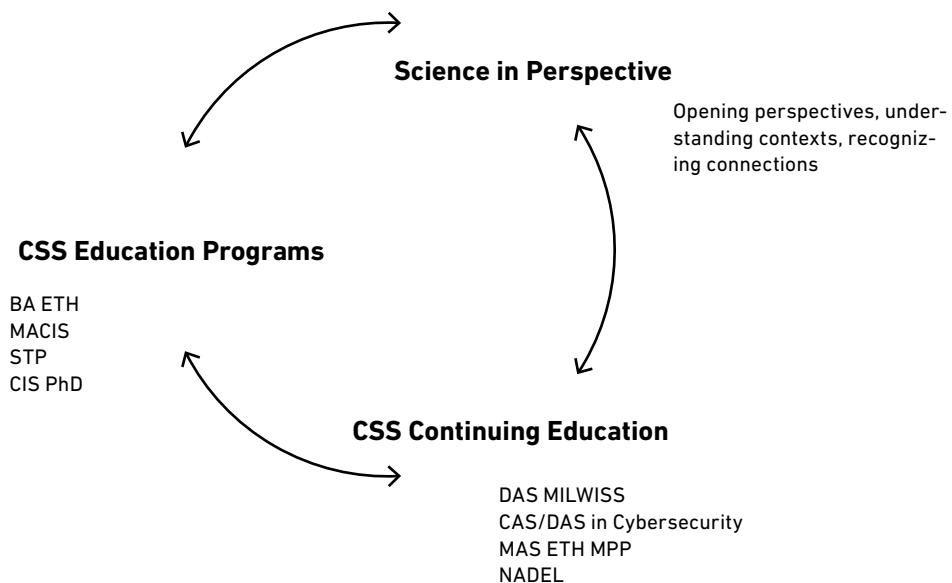 Science in Perspective
Opening perspectives, under-
standing contexts, recogniz-
ing connections
CSS Education Programs
BA ETH
MACIS
STP
CIS PhD
CSS Continuing Education
DAS MILWISS
CAS/DAS in Cybersecurity
MAS ETH MPP
NADEL